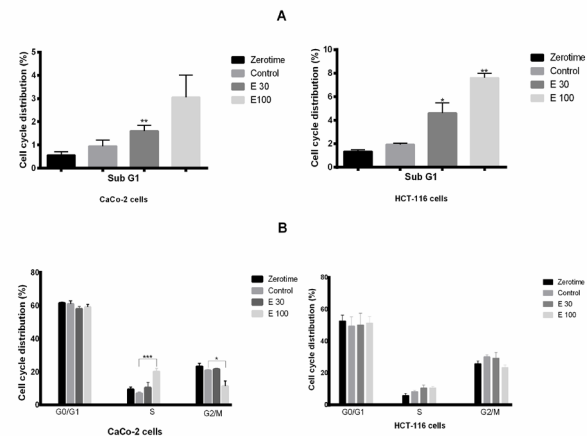 A
Cell cycle distribution (%)
5
4
3
2
1
0
**
Sub G1
CaCo-2 cells
Zerotime
Control
E 30
E100
Cell cycle distribution (%)
10
8
6
4
2
0
*
**
Sub G1
HCT-116 cells
Zerotime
Control
E 30
E 100
B
Cell cycle distribution (%)
80
60
40
20
0
***
*
G0/G1 S G2/M
CaCo-2 cells
Zerotime
Control
E 30
E 100
Cell cycle distribution (%)
80
60
40
20
0
G0/G1 S G2/M
HCT-116 cells
Zerotime
Control
E 30
E 100